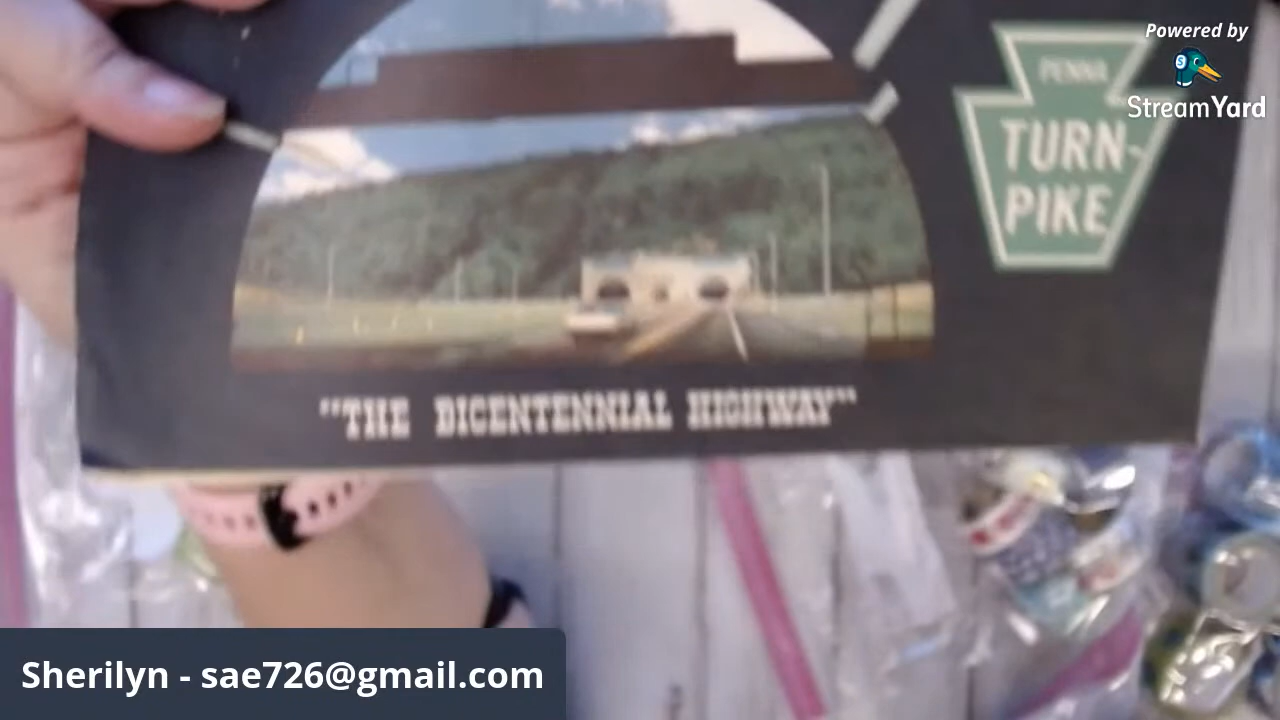 Powered by
StreamYard
PENNA
TURN-
PIKE
"THE BICENTENNIAL HIGHWAY"
Sherilyn - sae726@gmail.com